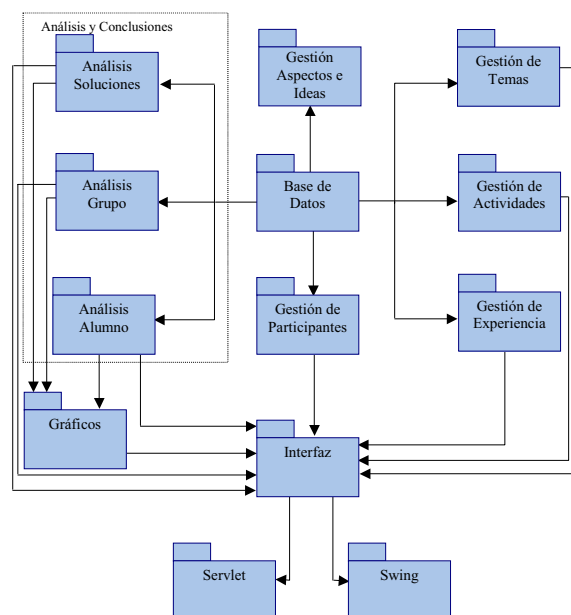 Análisis y Conclusiones
Análisis
Soluciones
Gestión
Aspectos e
Ideas
Gestión de
Temas
Análisis
Grupo
Base de
Datos
Gestión de
Actividades
Análisis
Alumno
Gestión de
Participantes
Gestión de
Experiencia
Gráficos
Interfaz
Servlet
Swing